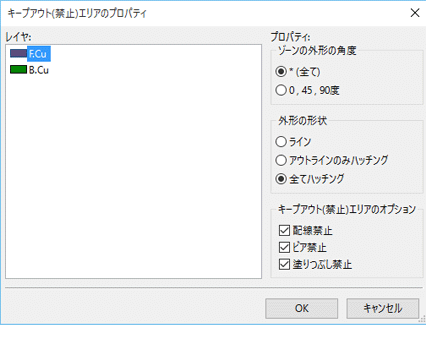 キープアウト(禁止)エリアのプロパティ
レイヤ:
F.Cu
B.Cu
プロパティ:
ゾーンの外形の角度
* (全て)
0 , 45 , 90度
外形の形状
ライン
アウトラインのみハッチング
全てハッチング
キープアウト(禁止)エリアのオプション
配線禁止
ビア禁止
塗りつぶし禁止
OK
キャンセル